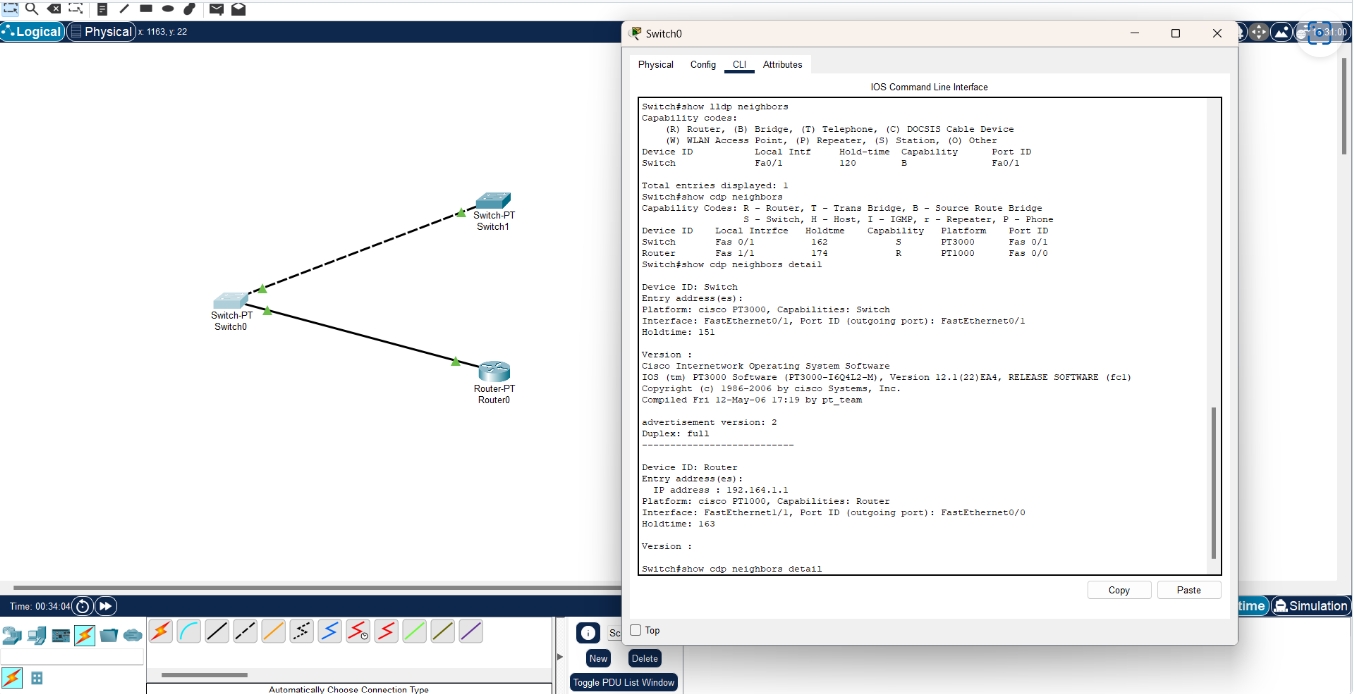 Logical Physical x: 1163, y: 22
Switch-PT
Switch1
Switch-PT
Switch0
Router-PT
Router0
Switch0
Physical Config CLI Attributes
IOS Command Line Interface
Switch#show lldp neighbors
Capability codes:
(R) Router, (B) Bridge, (T) Telephone, (C) DOCSIS Cable Device
(W) WLAN Access Point, (P) Repeater, (S) Station, (O) Other
Device ID Local Intf Hold-time Capability Port ID
Switch Fa0/1 120 B Fa0/1
Total entries displayed: 1
Switch#show cdp neighbors
Capability Codes: R - Router, T - Trans Bridge, B - Source Route Bridge
S - Switch, H - Host, I - IGMP, r - Repeater, P - Phone
Device ID Local Intrfce Holdtme Capability Platform Port ID
Switch Fas 0/1 162 S PT3000 Fas 0/1
Router Fas 1/1 174 R PT1000 Fas 0/0
Switch#show cdp neighbors detail
Device ID: Switch
Entry address(es):
Platform: cisco PT3000, Capabilities: Switch
Interface: FastEthernet0/1, Port ID (outgoing port): FastEthernet0/1
Holdtime: 151
Version :
Cisco Internetwork Operating System Software
IOS (tm) PT3000 Software (PT3000-I6Q4L2-M), Version 12.1(22)EA4, RELEASE SOFTWARE (fc1)
Copyright (c) 1986-2006 by cisco Systems, Inc.
Compiled Fri 12-May-06 17:19 by pt_team
advertisement version: 2
Duplex: full
---------------------------
Device ID: Router
Entry address(es):
IP address : 192.164.1.1
Platform: cisco PT1000, Capabilities: Router
Interface: FastEthernet1/1, Port ID (outgoing port): FastEthernet0/0
Holdtime: 163
Version :
Switch#show cdp neighbors detail
Copy Paste
Top
Time: 00:34:04
time Simulation
Sc
New Delete
Toggle PDU List Window
Automatically Choose Connection Type